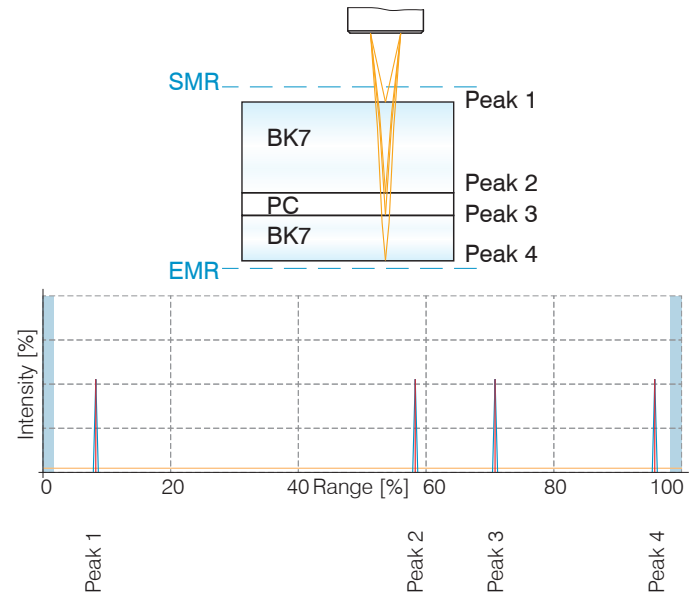 SMR
Peak 1
BK7
Peak 2
PC
Peak 3
BK7
Peak 4
EMR
Intensity [%]
0 20 40 Range [%] 60 80 100
Peak 1
Peak 2
Peak 3
Peak 4